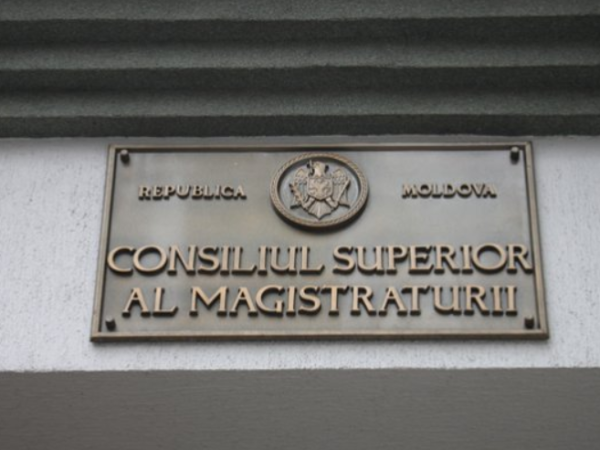 REPUBLICA MOLDOVA
CONSILIUL SUPERIOR
AL MAGISTRATURII